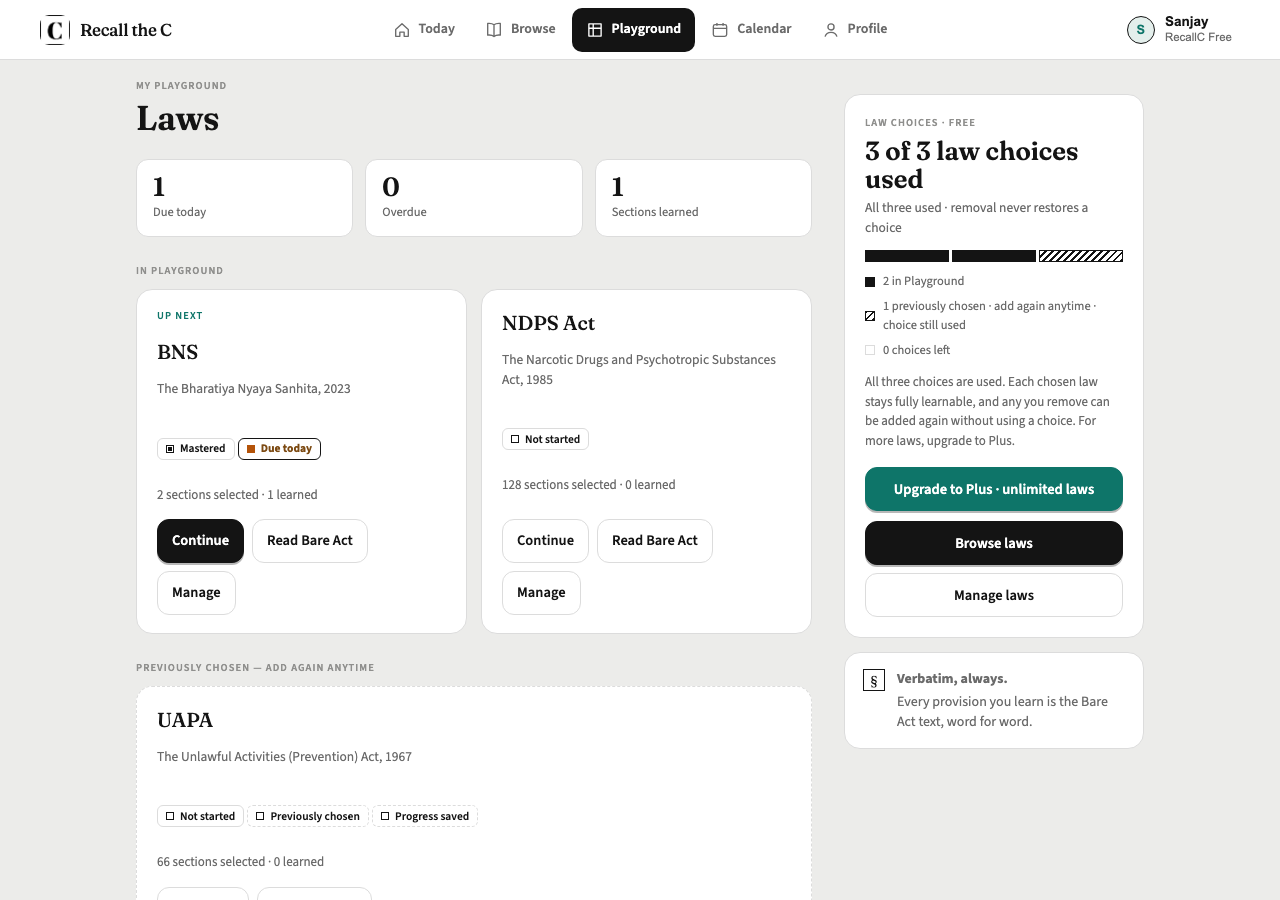 C Recall the C
Today
Browse
Playground
Calendar
Profile
S
Sanjay
RecallC Free
MY PLAYGROUND
Laws
1
Due today
0
Overdue
1
Sections learned
IN PLAYGROUND
UP NEXT
BNS
The Bharatiya Nyaya Sanhita, 2023
Mastered
Due today
2 sections selected · 1 learned
Continue
Read Bare Act
Manage
NDPS Act
The Narcotic Drugs and Psychotropic Substances
Act, 1985
Not started
128 sections selected · 0 learned
Continue
Read Bare Act
Manage
PREVIOUSLY CHOSEN — ADD AGAIN ANYTIME
UAPA
The Unlawful Activities (Prevention) Act, 1967
Not started
Previously chosen
Progress saved
66 sections selected · 0 learned
LAW CHOICES · FREE
3 of 3 law choices
used
All three used · removal never restores a
choice
2 in Playground
1 previously chosen · add again anytime ·
choice still used
0 choices left
All three choices are used. Each chosen law
stays fully learnable, and any you remove can
be added again without using a choice. For
more laws, upgrade to Plus.
Upgrade to Plus · unlimited laws
Browse laws
Manage laws
§
Verbatim, always.
Every provision you learn is the Bare
Act text, word for word.